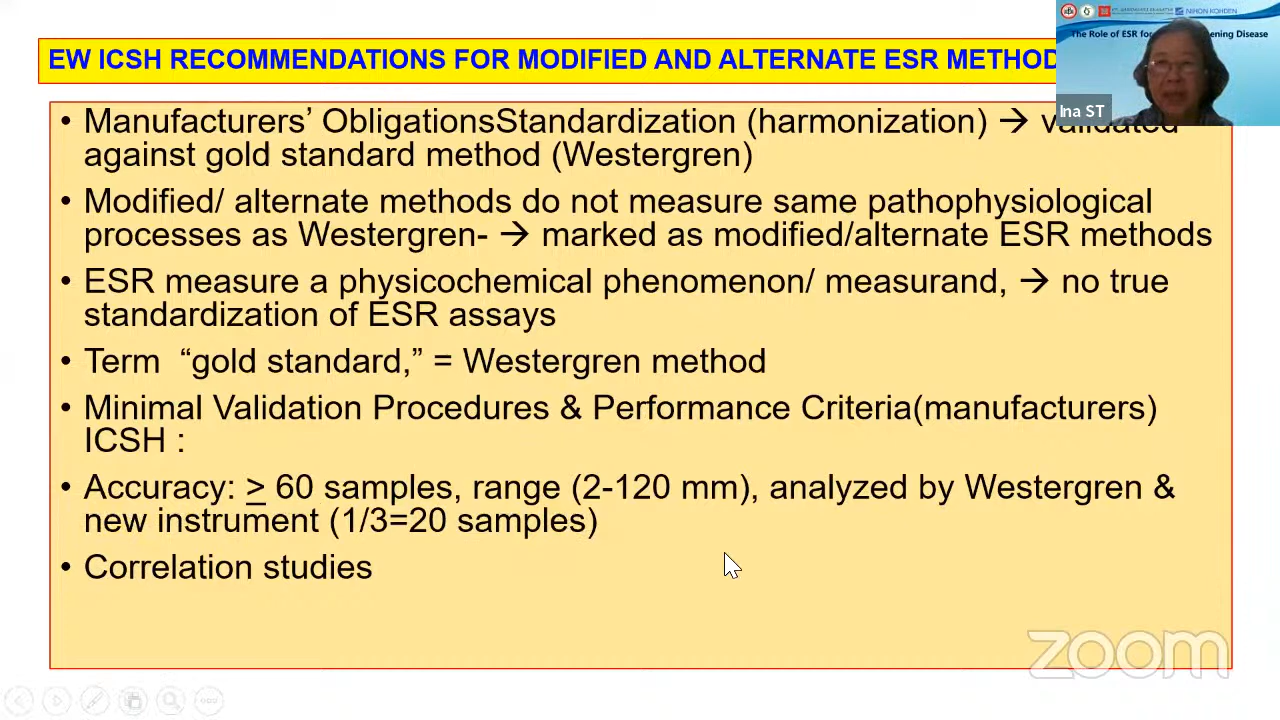 EW ICSH RECOMMENDATIONS FOR MODIFIED AND ALTERNATE ESR METHOD
NIHON KOHDEN
The Role of ESR for
ening Disease
Ina ST
• Manufacturers’ ObligationsStandardization (harmonization) → validated
against gold standard method (Westergren)
• Modified/ alternate methods do not measure same pathophysiological
processes as Westergren- → marked as modified/alternate ESR methods
• ESR measure a physicochemical phenomenon/ measurand, → no true
standardization of ESR assays
• Term “gold standard,” = Westergren method
• Minimal Validation Procedures & Performance Criteria(manufacturers)
ICSH :
• Accuracy: ≥ 60 samples, range (2-120 mm), analyzed by Westergren &
new instrument (1/3=20 samples)
• Correlation studies
zoom